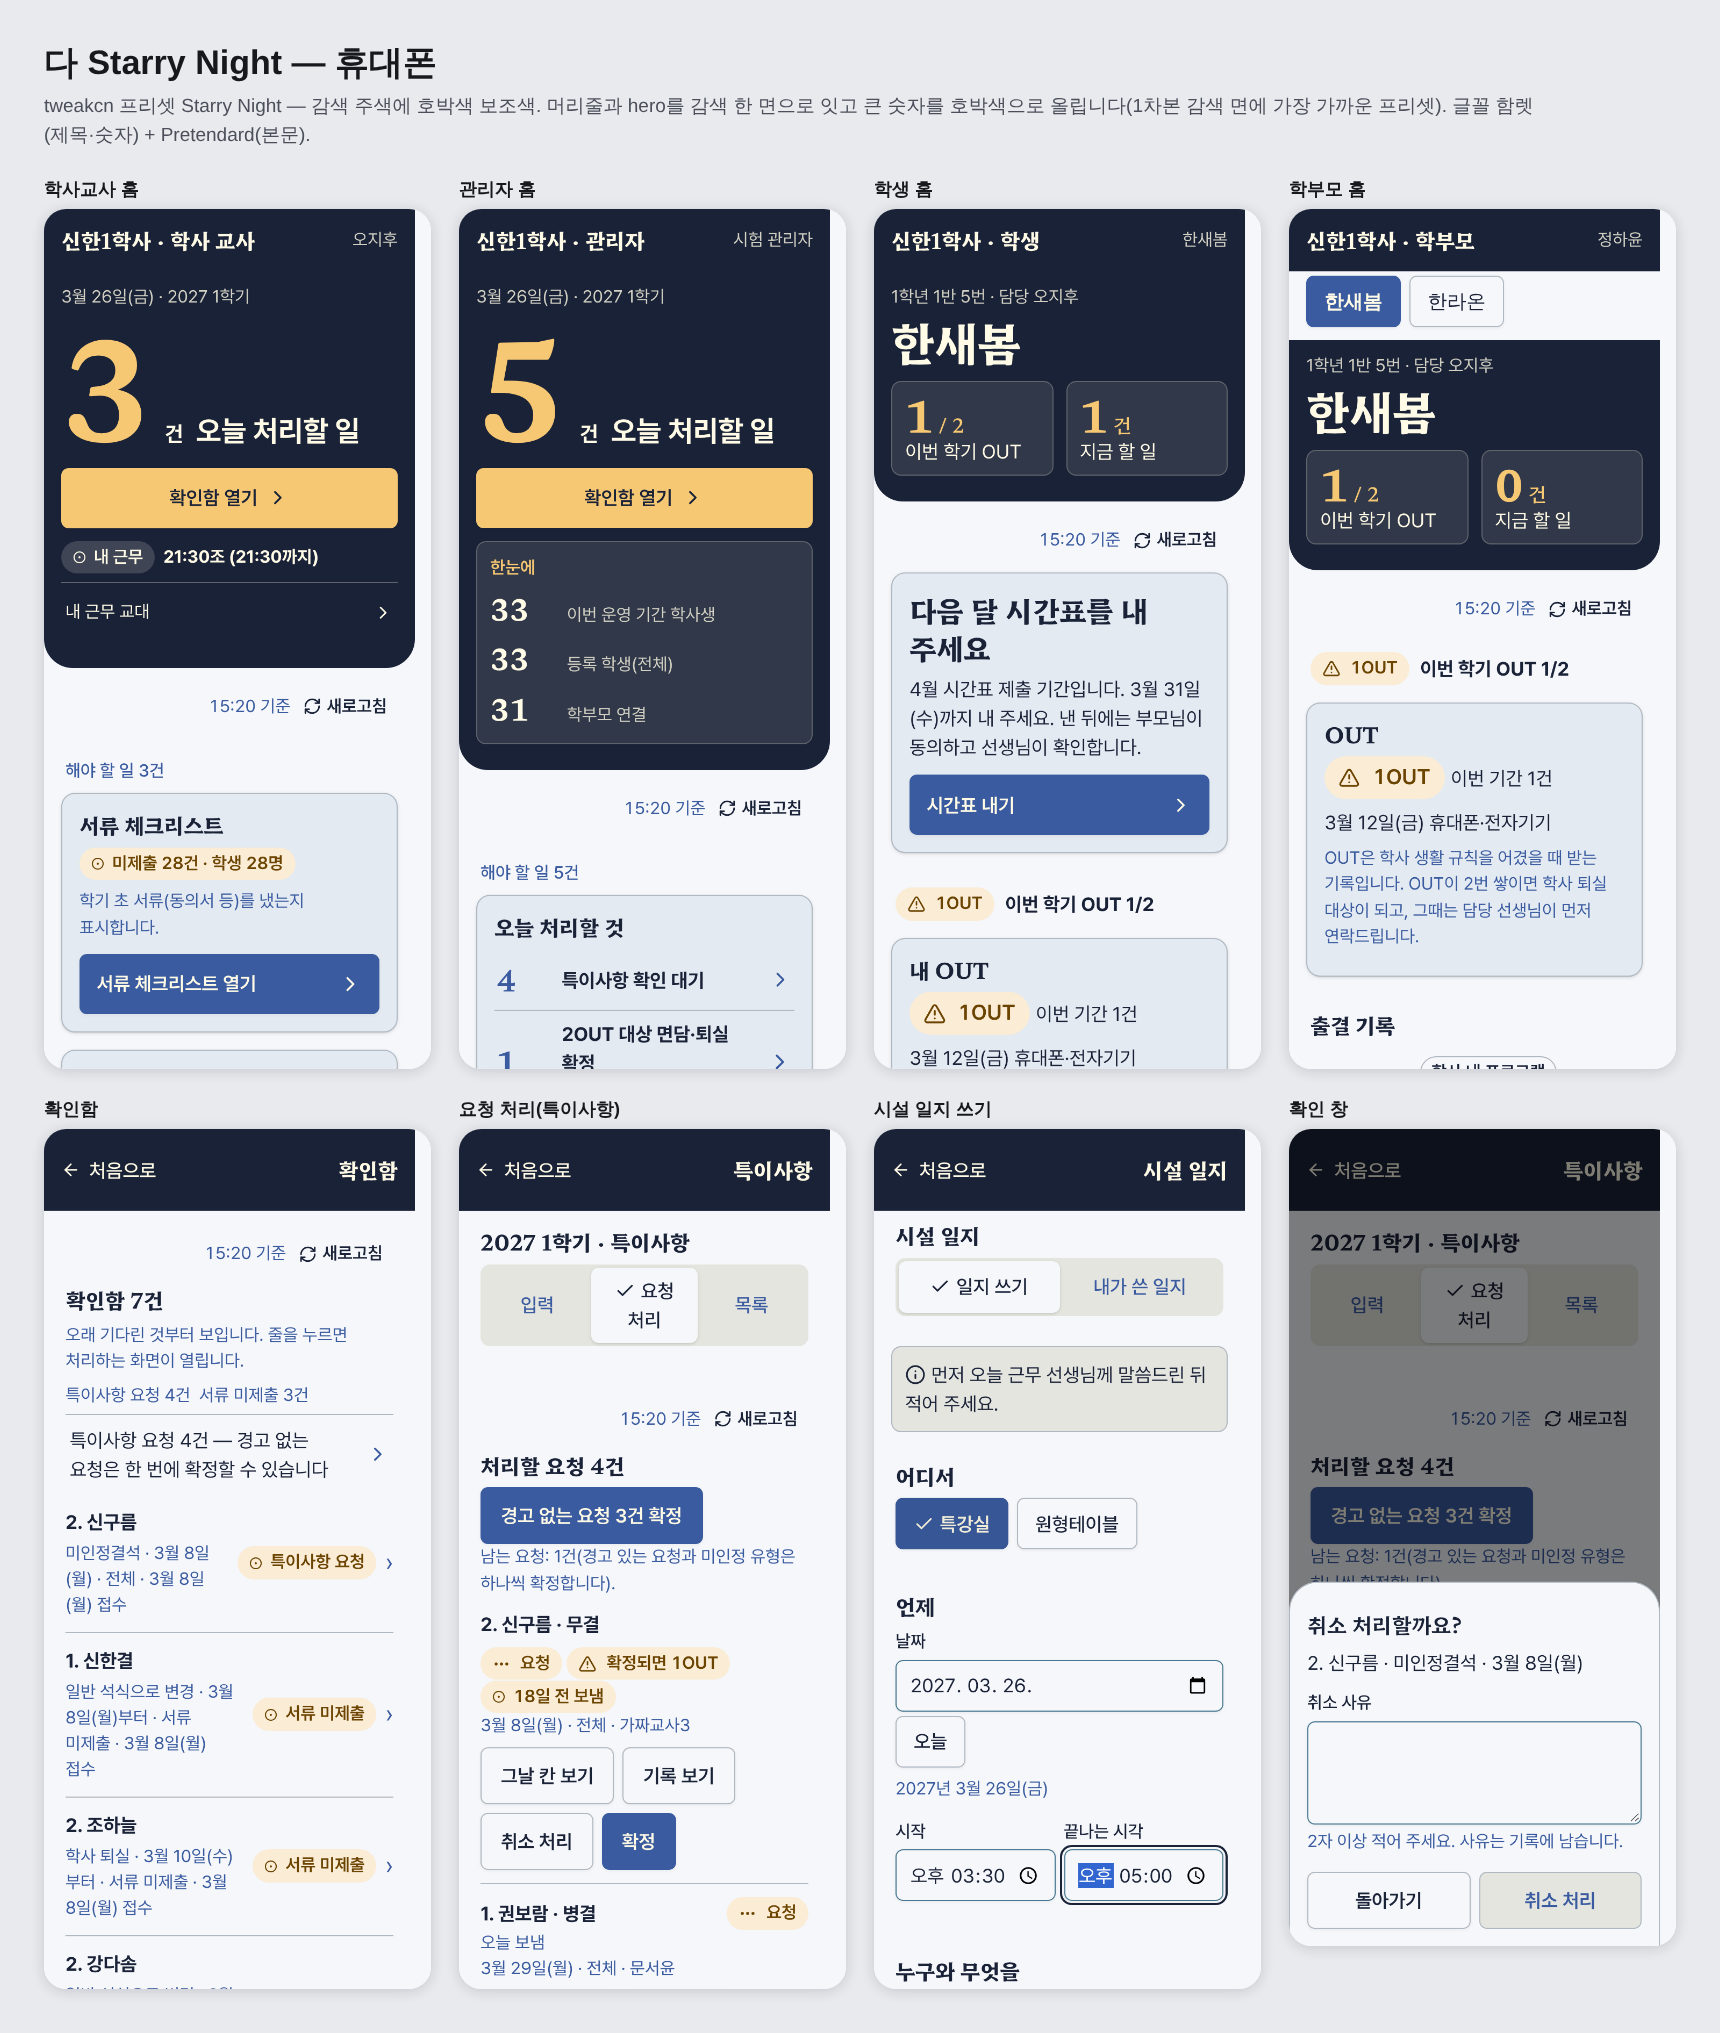 다 Starry Night — 휴대폰
tweakcn 프리셋 Starry Night — 감색 주색에 호박색 보조색. 머리줄과 hero를 감색 한 면으로 잇고 큰 숫자를 호박색으로 올립니다(1차본 감색 면에 가장 가까운 프리셋). 글꼴 함렛
(제목·숫자) + Pretendard(본문).
학사교사 홈
신한1학사 · 학사 교사
오지후
3월 26일(금) · 2027 1학기
3 건 오늘 처리할 일
확인함 열기
내 근무 21:30조 (21:30까지)
내 근무 교대
15:20 기준 새로고침
해야 할 일 3건
서류 체크리스트
미제출 28건 · 학생 28명
학기 초 서류(동의서 등)를 냈는지
표시합니다.
서류 체크리스트 열기
관리자 홈
신한1학사 · 관리자
시험 관리자
3월 26일(금) · 2027 1학기
5 건 오늘 처리할 일
확인함 열기
한눈에
33 이번 운영 기간 학사생
33 등록 학생(전체)
31 학부모 연결
15:20 기준 새로고침
해야 할 일 5건
오늘 처리할 것
4 특이사항 확인 대기
1 2OUT 대상 면담·퇴실
확정
학생 홈
신한1학사 · 학생
한새봄
1학년 1반 5번 · 담당 오지후
한새봄
1 / 2
이번 학기 OUT
1 건
지금 할 일
15:20 기준 새로고침
다음 달 시간표를 내
주세요
4월 시간표 제출 기간입니다. 3월 31일
(수)까지 내 주세요. 낸 뒤에는 부모님이
동의하고 선생님이 확인합니다.
시간표 내기
1OUT 이번 학기 OUT 1/2
내 OUT
1OUT 이번 기간 1건
3월 12일(금) 휴대폰·전자기기
학부모 홈
신한1학사 · 학부모
정하윤
한새봄
한라온
1학년 1반 5번 · 담당 오지후
한새봄
1 / 2
이번 학기 OUT
0 건
지금 할 일
15:20 기준 새로고침
1OUT 이번 학기 OUT 1/2
OUT
1OUT 이번 기간 1건
3월 12일(금) 휴대폰·전자기기
OUT은 학사 생활 규칙을 어겼을 때 받는
기록입니다. OUT이 2번 쌓이면 학사 퇴실
대상이 되고, 그때는 담당 선생님이 먼저
연락드립니다.
출결 기록
확인함
← 처음으로
확인함
15:20 기준 새로고침
확인함 7건
오래 기다린 것부터 보입니다. 줄을 누르면
처리하는 화면이 열립니다.
특이사항 요청 4건 서류 미제출 3건
특이사항 요청 4건 — 경고 없는
요청은 한 번에 확정할 수 있습니다
2. 신구름
미인정결석 · 3월 8일
(월) · 전체 · 3월 8일
(월) 접수
특이사항 요청
1. 신한결
일반 석식으로 변경 · 3월
8일(월)부터 · 서류
미제출 · 3월 8일(월)
접수
서류 미제출
2. 조하늘
학사 퇴실 · 3월 10일(수)
부터 · 서류 미제출 · 3월
8일(월) 접수
서류 미제출
2. 강다솜
요청 처리(특이사항)
← 처음으로
특이사항
2027 1학기 · 특이사항
입력
요청
처리
목록
15:20 기준 새로고침
처리할 요청 4건
경고 없는 요청 3건 확정
남는 요청: 1건(경고 있는 요청과 미인정 유형은
하나씩 확정합니다).
2. 신구름 · 무결
요청
확정되면 1OUT
18일 전 보냄
3월 8일(월) · 전체 · 가짜교사3
그날 칸 보기
기록 보기
취소 처리
확정
1. 권보람 · 병결
요청
오늘 보냄
3월 29일(월) · 전체 · 문서윤
시설 일지 쓰기
← 처음으로
시설 일지
시설 일지
일지 쓰기
내가 쓴 일지
먼저 오늘 근무 선생님께 말씀드린 뒤
적어 주세요.
어디서
특강실
원형테이블
언제
날짜
2027. 03. 26.
오늘
2027년 3월 26일(금)
시작
끝나는 시각
오후 03:30
오후 05:00
누구와 무엇을
확인 창
← 처음으로
특이사항
2027 1학기 · 특이사항
입력
요청
처리
목록
15:20 기준 새로고침
처리할 요청 4건
경고 없는 요청 3건 확정
남는 요청: 1건(경고 있는 요청과 미인정 유형은
취소 처리할까요?
2. 신구름 · 미인정결석 · 3월 8일(월)
취소 사유
2자 이상 적어 주세요. 사유는 기록에 남습니다.
돌아가기
취소 처리